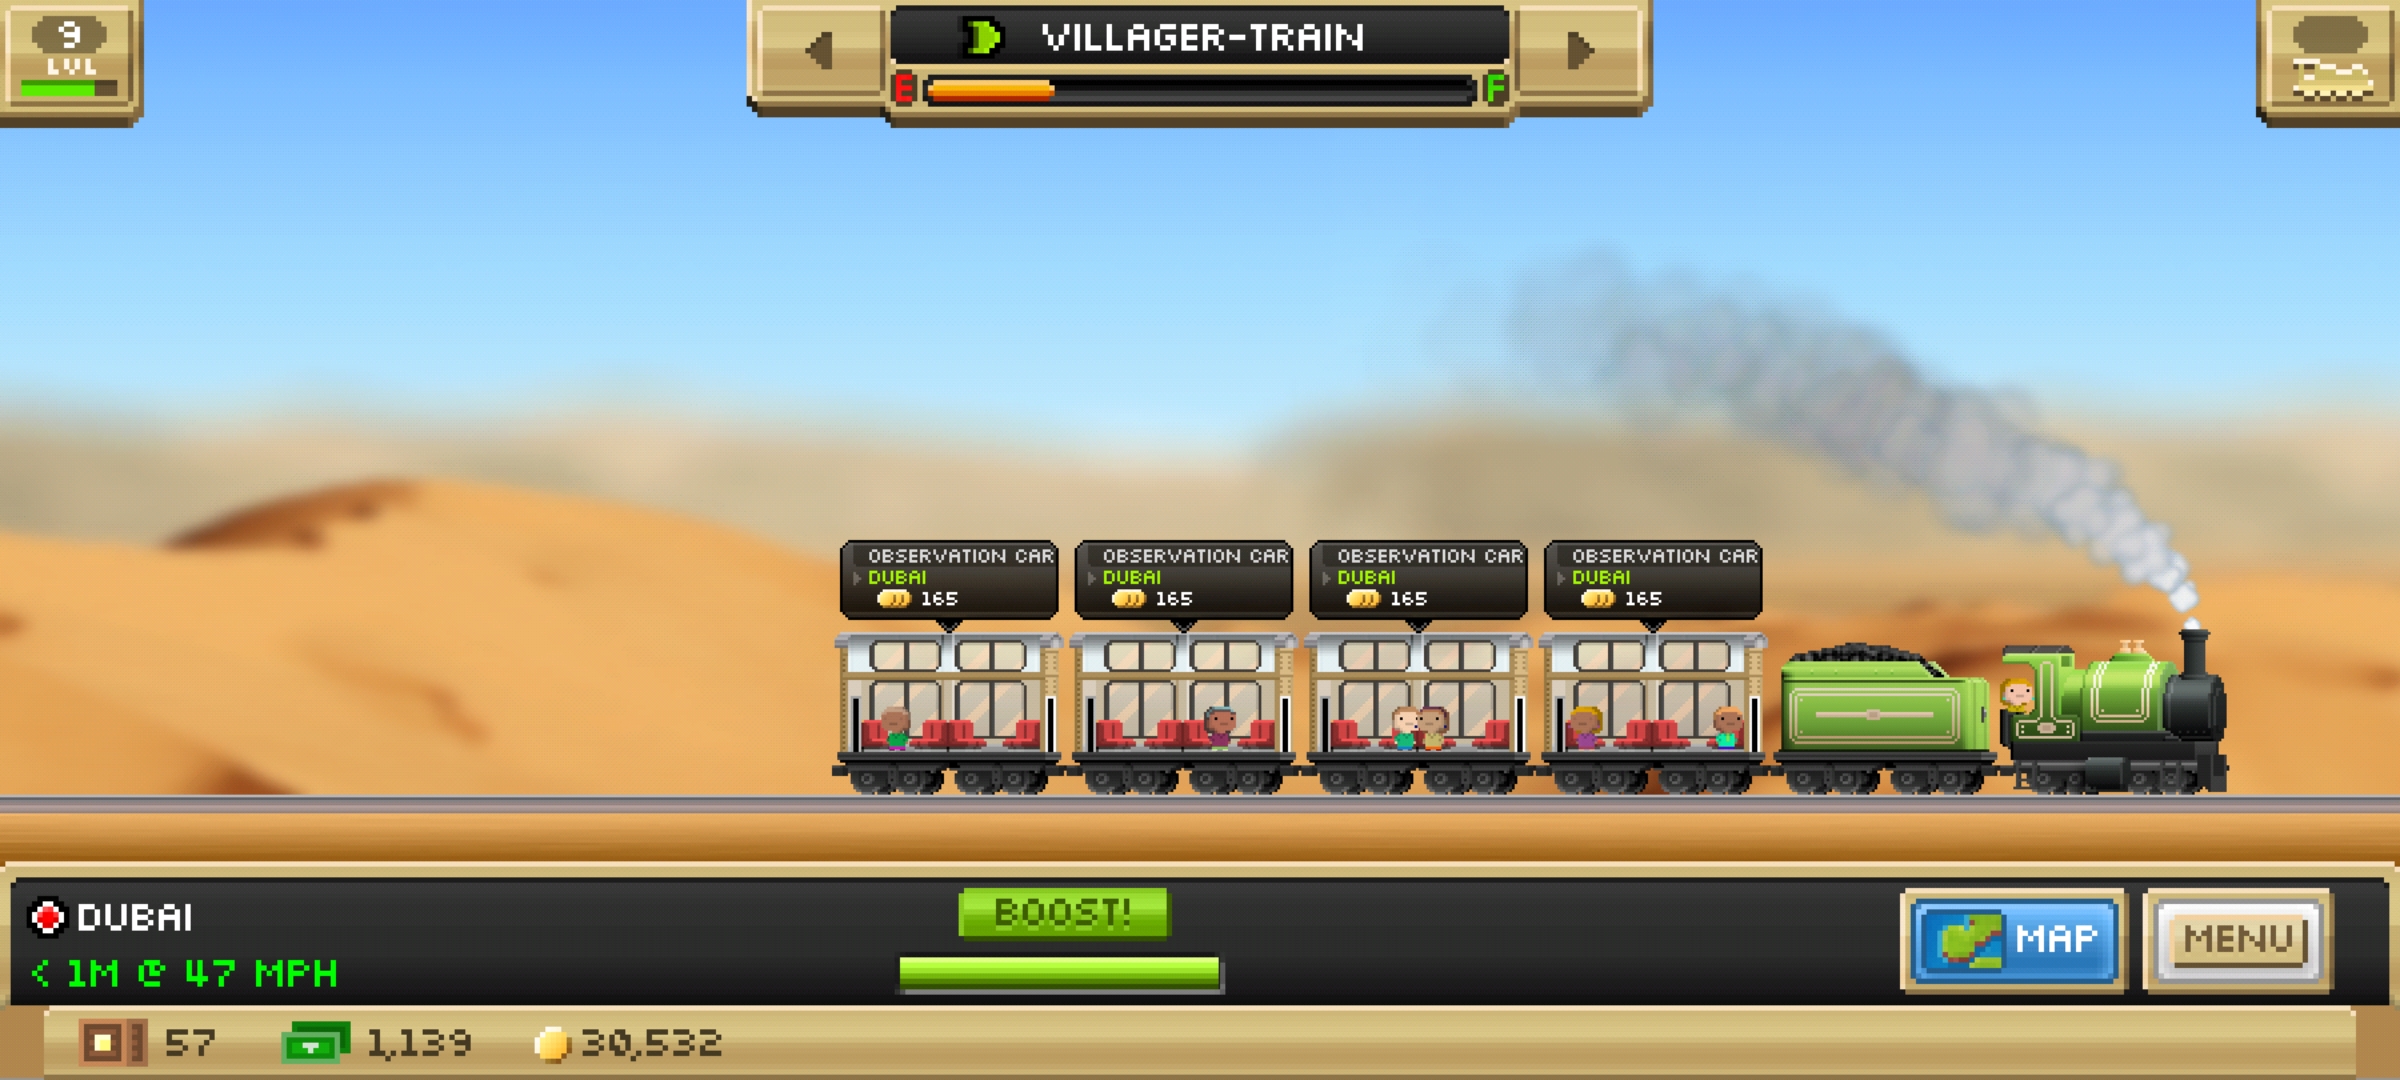 9
LVL
VILLAGER-TRAIN
E
F
OBSERVATION CAR
DUBAI
165
OBSERVATION CAR
DUBAI
165
OBSERVATION CAR
DUBAI
165
OBSERVATION CAR
DUBAI
165
DUBAI
< 1M @ 47 MPH
BOOST!
MAP
MENU
57
1,139
30,532